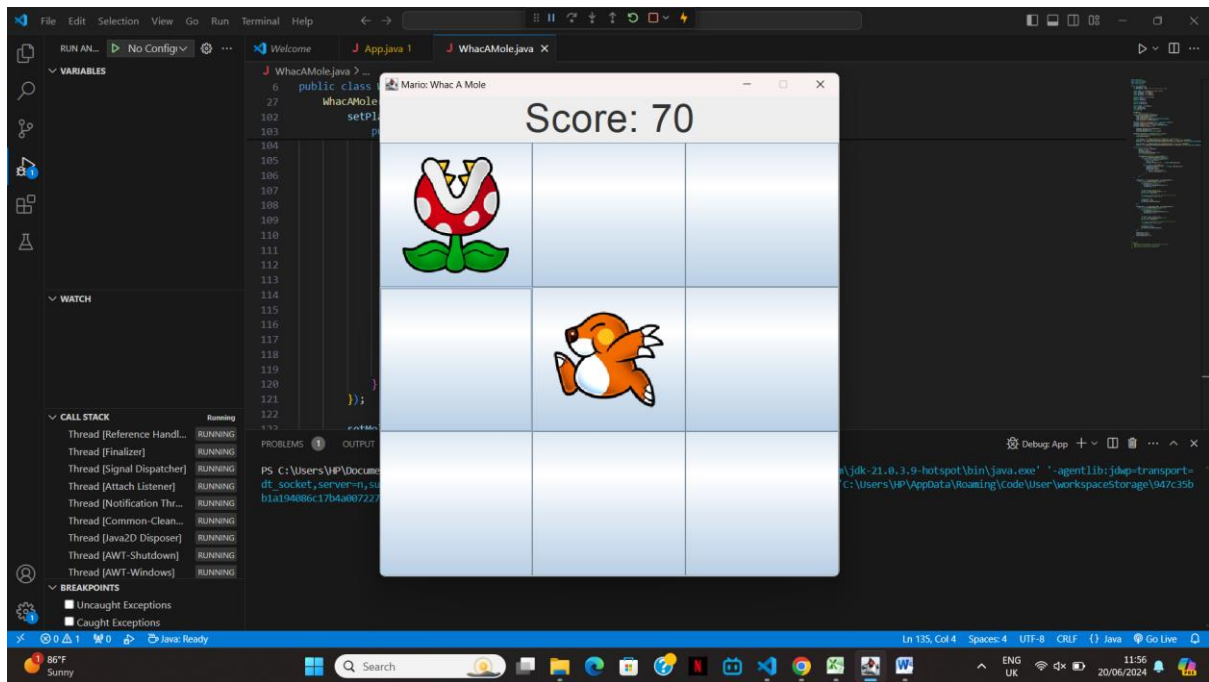 File Edit Selection View Go Run Terminal Help
RUN AN... No Config
Welcome App.java 1 WhacAMole.java
VARIABLES
WhacAMole.java > ...
6 public class
27 WhacAMole
102 setPl
103
104
105
106
107
108
109
110
111
112
113
114
115
116
117
118
119
120 }
121 });
122
Mario: Whac A Mole
Score: 70
WATCH
CALL STACK Running
Thread [Reference Handl... RUNNING
Thread [Finalizer] RUNNING
Thread [Signal Dispatcher] RUNNING
Thread [Attach Listener] RUNNING
Thread [Notification Thr... RUNNING
Thread [Common-Clean... RUNNING
Thread [Java2D Disposer] RUNNING
Thread [AWT-Shutdown] RUNNING
Thread [AWT-Windows] RUNNING
BREAKPOINTS
Uncaught Exceptions
Caught Exceptions
PROBLEMS 1 OUTPUT
Debug: App
PS C:\Users\HP\Docume
\jdk-21.0.3.9-hotspot\bin\java.exe' '-agentlib:jdwp=transport=
dt_socket,server=n,su
'C:\Users\HP\AppData\Roaming\Code\User\workspaceStorage\947c35b
b1a194086c17b4a007227
0 1 0 Java: Ready
Ln 135, Col 4 Spaces: 4 UTF-8 CRLF {} Java Go Live
1 86°F
Sunny
Search
ENG
UK
11:56
20/06/2024